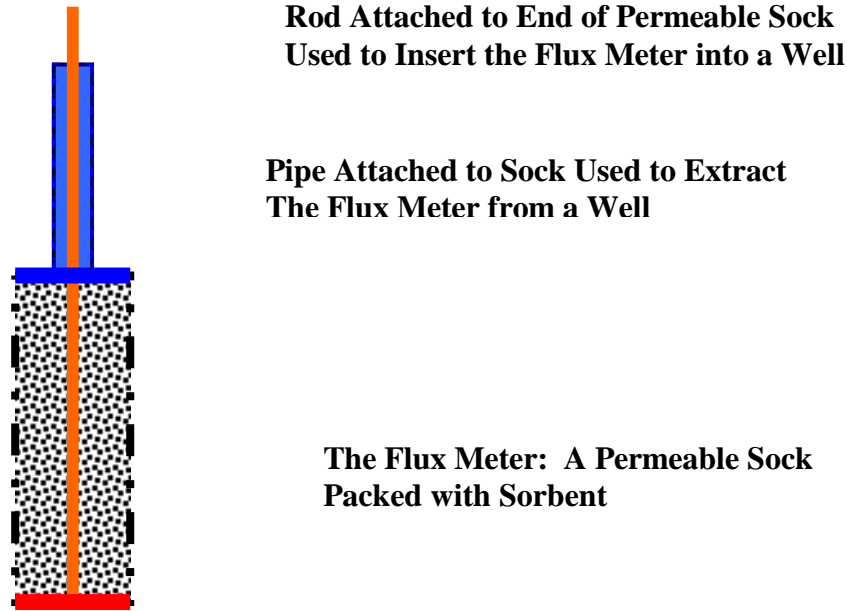 Rod Attached to End of Permeable Sock
Used to Insert the Flux Meter into a Well
Pipe Attached to Sock Used to Extract
The Flux Meter from a Well
The Flux Meter: A Permeable Sock
Packed with Sorbent